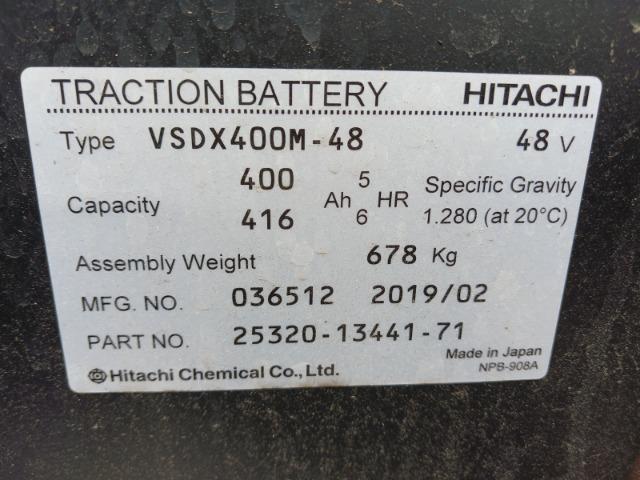 TRACTION BATTERY HITACHI
Type VSDX400M-48 48 V
Capacity 400 Ah 5 HR Specific Gravity
416 6 1.280 (at 20°C)
Assembly Weight 678 Kg
MFG. NO. 036512 2019/02
PART NO. 25320-13441-71
Made in Japan
Hitachi Chemical Co., Ltd. NPB-908A